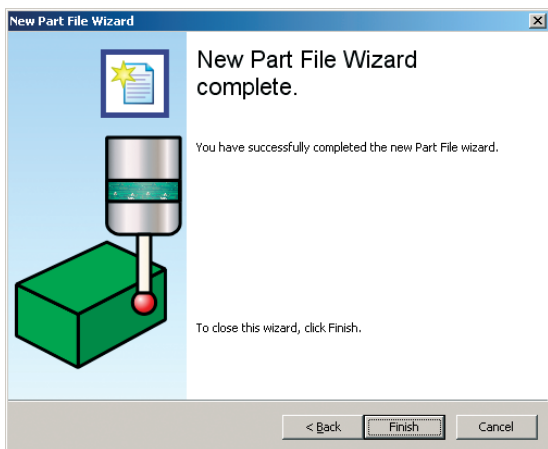 New Part File Wizard
New Part File Wizard
complete.
You have successfully completed the new Part File wizard.
To close this wizard, click Finish.
< Back
Finish
Cancel